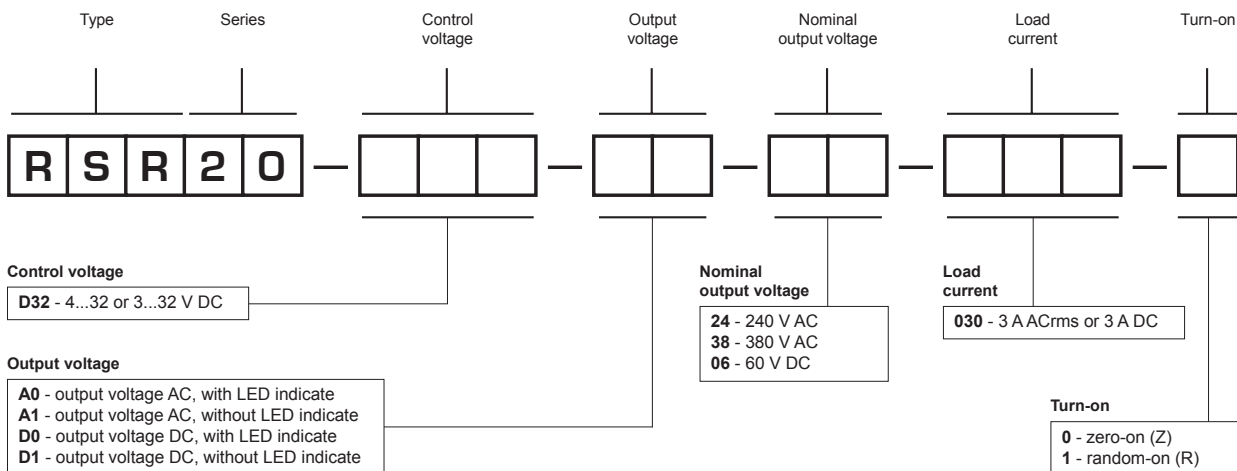 Type
Series
Control
voltage
Output
voltage
Nominal
output voltage
Load
current
Turn-on
R S R 2 0 — — — — —
Control voltage
D32 - 4...32 or 3...32 V DC
Output voltage
A0 - output voltage AC, with LED indicate
A1 - output voltage AC, without LED indicate
D0 - output voltage DC, with LED indicate
D1 - output voltage DC, without LED indicate
Nominal
output voltage
24 - 240 V AC
38 - 380 V AC
06 - 60 V DC
Load
current
030 - 3 A ACrms or 3 A DC
Turn-on
0 - zero-on (Z)
1 - random-on (R)